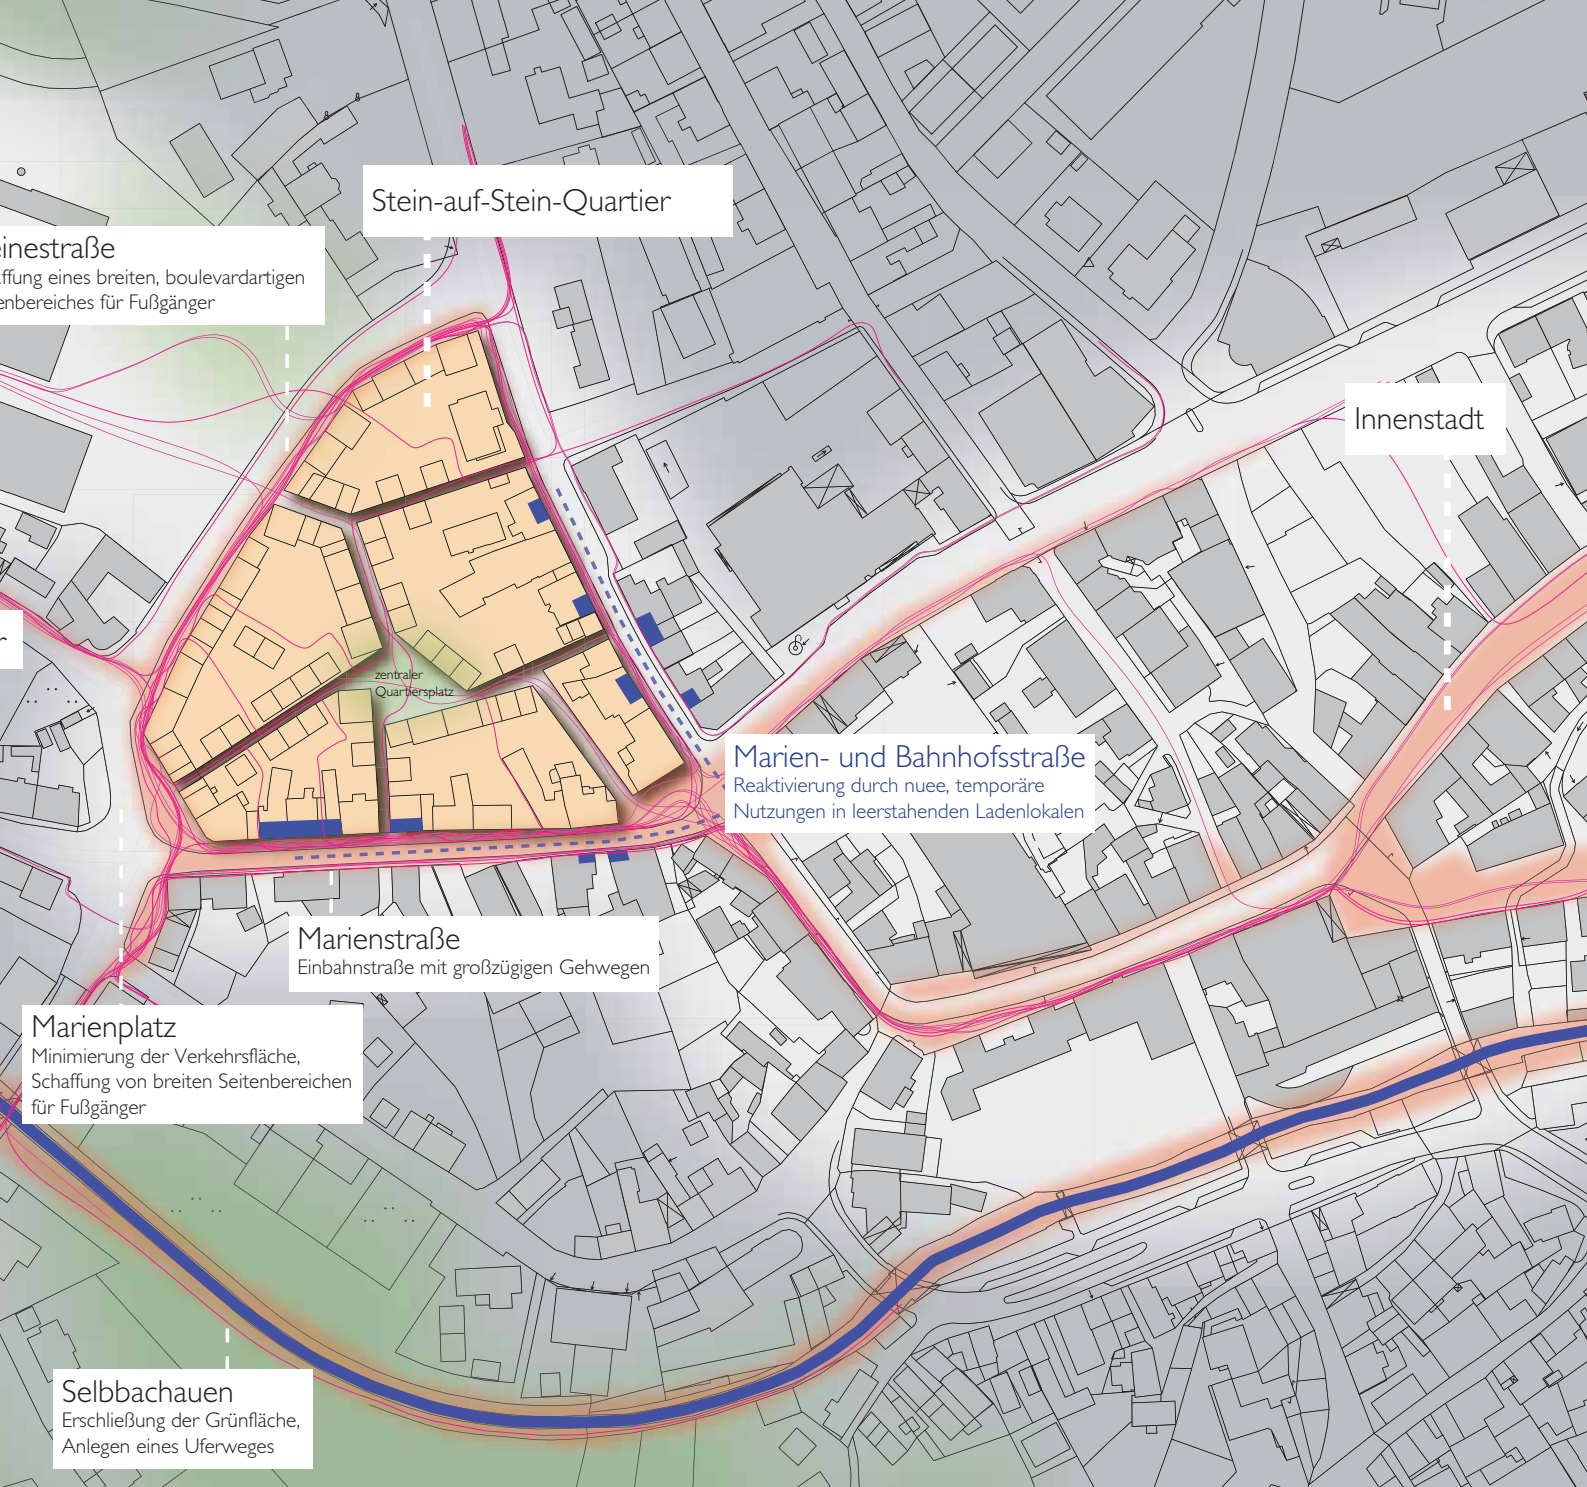 Stein-auf-Stein-Quartier
einestraße
affung eines breiten, boulevardartigen
enbereiches für Fußgänger
Innenstadt
r
zentraler
Quartiersplatz
Marien- und Bahnhofsstraße
Reaktivierung durch nuee, temporäre
Nutzungen in leerstahenden Ladenlokalen
Marienstraße
Einbahnstraße mit großzügigen Gehwegen
Marienplatz
Minimierung der Verkehrsfläche,
Schaffung von breiten Seitenbereichen
für Fußgänger
Selbbachauen
Erschließung der Grünfläche,
Anlegen eines Uferweges